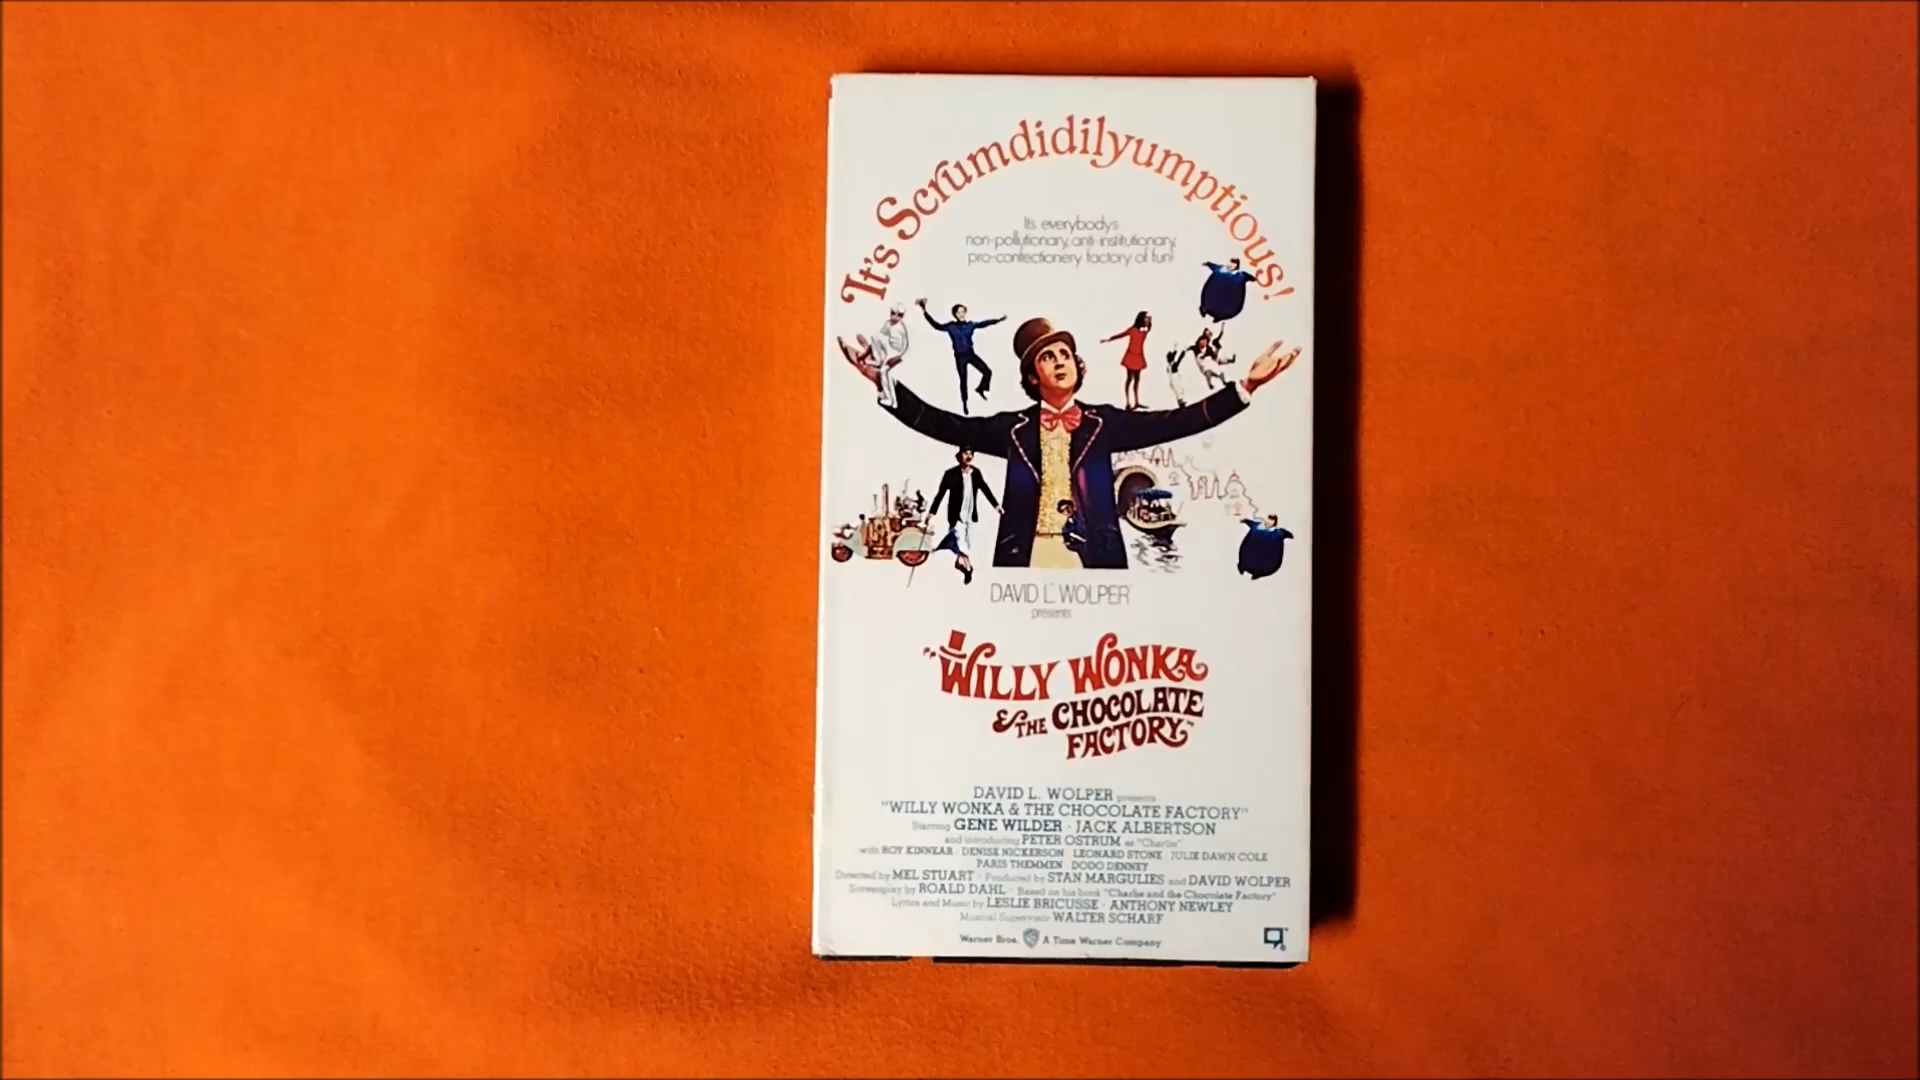 It's Scrumdidilyumptious!
It's everybody's
non-pollutionary, anti-institutionary,
pro-confectionery factory of fun!
DAVID L. WOLPER
presents
"WILLY WONKA
& THE CHOCOLATE
FACTORY"
DAVID L. WOLPER presents
"WILLY WONKA & THE CHOCOLATE FACTORY"
Starring GENE WILDER · JACK ALBERTSON
and introducing PETER OSTRUM as "Charlie"
with ROY KINNEAR · DENISE NICKERSON · LEONARD STONE · JULIE DAWN COLE
PARIS THEMMEN · DODO DENNEY
Directed by MEL STUART · Produced by STAN MARGULIES and DAVID WOLPER
Screenplay by ROALD DAHL · Based on his book "Charlie and the Chocolate Factory"
Lyrics and Music by LESLIE BRICUSSE · ANTHONY NEWLEY
Musical Supervisor WALTER SCHARF
Warner Bros. A Time Warner Company